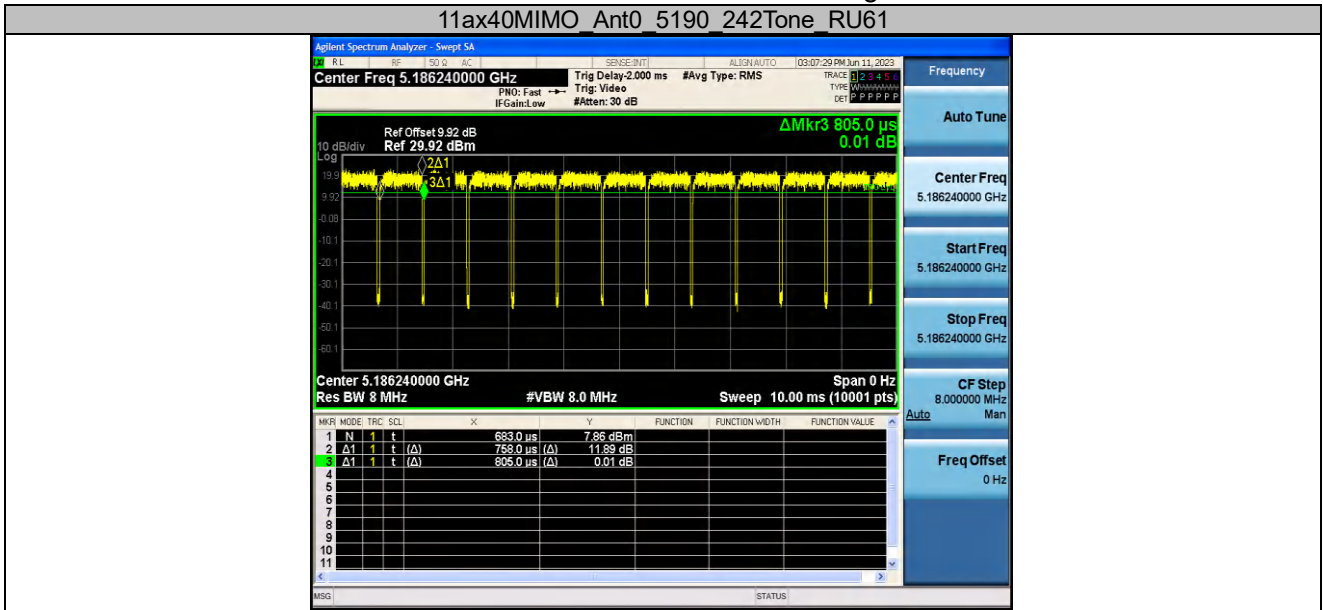 11ax40MIMO_Ant0_5190_242Tone_RU61
Agilent Spectrum Analyzer - Swept SA
RL RF 50 Ω AC SENSE:INT ALIGN AUTO 03:07:29 PM Jun 11, 2023
Center Freq 5.186240000 GHz
Trig Delay-2.000 ms #Avg Type: RMS
TRACE 1 2 3 4 5 6
PNO: Fast Trig: Video
TYPE
IFGain:Low #Atten: 30 dB
DET P P P P P P
Frequency
Auto Tune
ΔMkr3 805.0 µs
0.01 dB
Ref Offset 9.92 dB
10 dB/div Ref 29.92 dBm
Log
2Δ1
3Δ1
19.9
9.92
-0.08
-10.1
-20.1
-30.1
-40.1
-50.1
-60.1
Center 5.186240000 GHz Span 0 Hz
Res BW 8 MHz #VBW 8.0 MHz Sweep 10.00 ms (10001 pts)
Center Freq
5.186240000 GHz
Start Freq
5.186240000 GHz
Stop Freq
5.186240000 GHz
CF Step
8.000000 MHz
Auto Man
Freq Offset
0 Hz
MKR MODE TRC SCL X Y FUNCTION FUNCTION WIDTH FUNCTION VALUE
1 N 1 t 683.0 µs 7.86 dBm
2 Δ1 1 t (Δ) 758.0 µs (Δ) 11.89 dB
3 Δ1 1 t (Δ) 805.0 µs (Δ) 0.01 dB
4
5
6
7
8
9
10
11
MSG STATUS